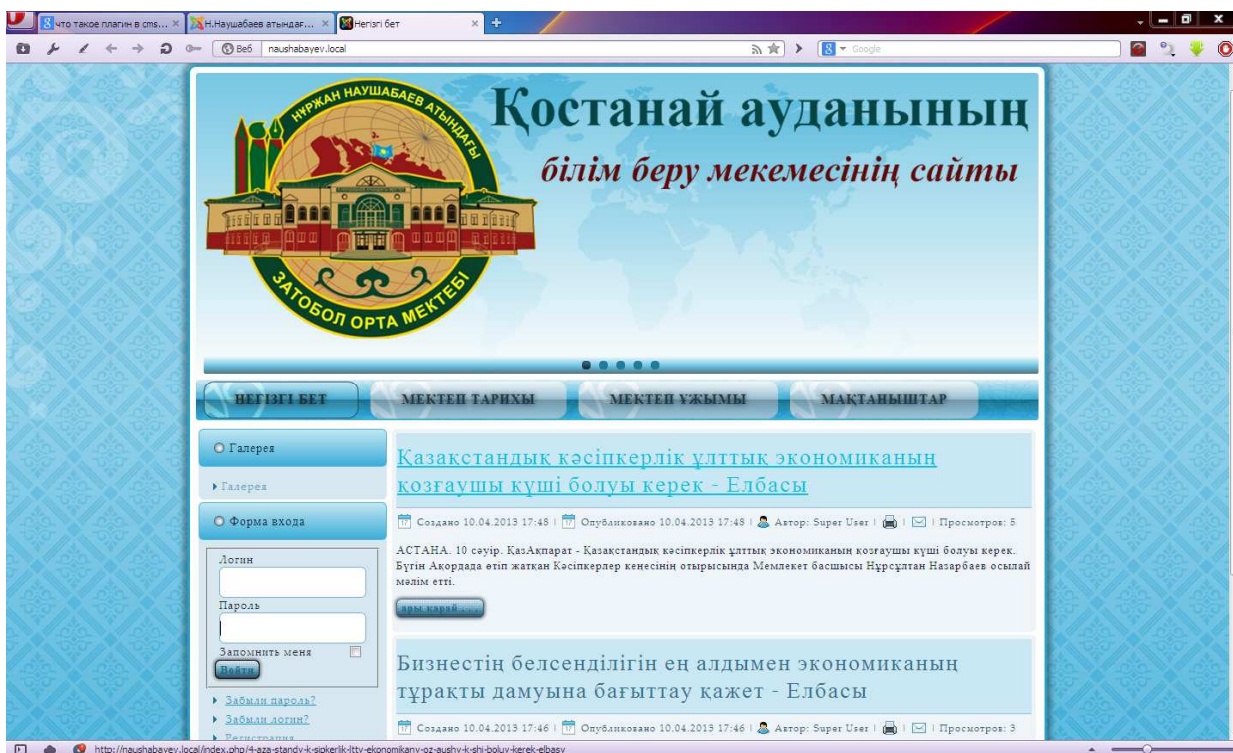 что такое плагин в cms...
Н.Наушабаев атындағ...
Негізгі бет
Веб
naushabayev.local
Google
НҰРЖАН НАУШАБАЕВ АТЫНДАҒЫ
ЗАТОБОЛ ОРТА МЕКТЕБІ
Қостанай ауданының
білім беру мекемесінің сайты
НЕГІЗГІ БЕТ
МЕКТЕП ТАРИХЫ
МЕКТЕП ҰЖЫМЫ
МАҚТАНЫШТАР
Галерея
Галерея
Форма входа
Логин
Пароль
Запомнить меня
Войти
Забыли пароль?
Забыли логин?
Регистрация
Қазақстандық кәсіпкерлік ұлттық экономиканың
қозғаушы күші болуы керек - Елбасы
Создано 10.04.2013 17:48 | Опубликовано 10.04.2013 17:48 | Автор: Super User | | | Просмотров: 5
АСТАНА. 10 сәуір. ҚазАқпарат - Қазақстандық кәсіпкерлік ұлттық экономиканың қозғаушы күші болуы керек.
Бүгін Ақордада өтіп жатқан Кәсіпкерлер кеңесінің отырысында Мемлекет басшысы Нұрсұлтан Назарбаев осылай
мәлім етті.
ары қарай ...
Бизнестің белсенділігін ең алдымен экономиканың
тұрақты дамуына бағыттау қажет - Елбасы
Создано 10.04.2013 17:46 | Опубликовано 10.04.2013 17:46 | Автор: Super User | | | Просмотров: 3
http://naushabayev.local/index.php/4-aza-standy-k-sipkerlik-ltty-ekonomikany-oz-aushy-k-shi-boluy-kerek-elbasy